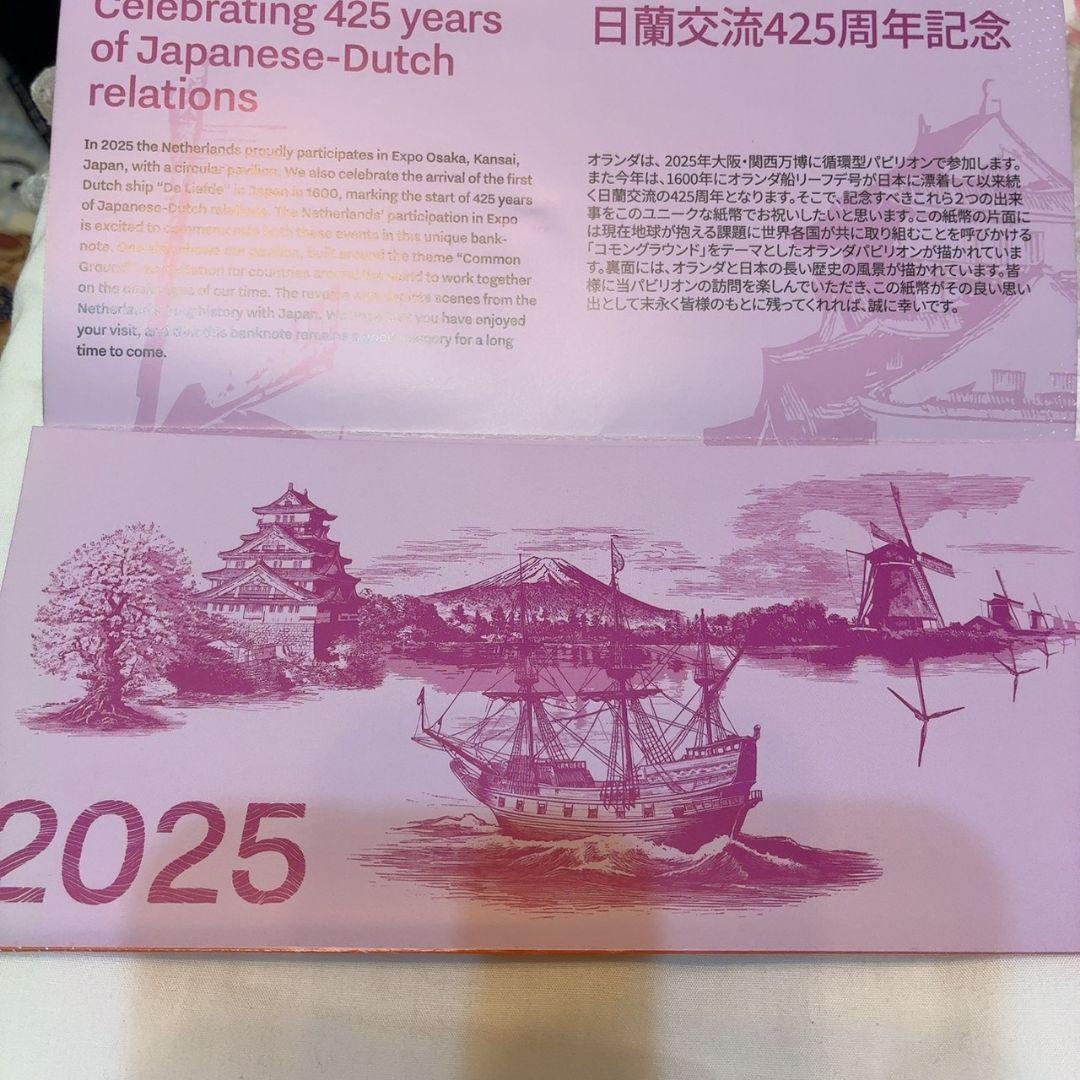 Celebrating 425 years
of Japanese-Dutch
relations
In 2025 the Netherlands proudly participates in Expo Osaka, Kansai,
Japan, with a circular pavilion. We also celebrate the arrival of the first
Dutch ship "De Liefde" in Japan in 1600, marking the start of 425 years
of Japanese-Dutch relations. The Netherlands' participation in Expo
is excited to commemorate both these events in this unique bank-
note. One side shows our pavilion, built around the theme "Common
Ground", an invitation for countries around the world to work together
on the challenges of our time. The reverse side depicts scenes from the
Netherlands' long history with Japan. We hope that you have enjoyed
your visit, and that this banknote remains a good memory for a long
time to come.
日蘭交流425周年記念
オランダは、2025年大阪・関西万博に循環型パビリオンで参加します。
また今年は、1600年にオランダ船リーフデ号が日本に漂着して以来続
く日蘭交流の425周年となります。そこで、記念すべきこれら2つの出来
事をこのユニークな紙幣でお祝いしたいと思います。この紙幣の片面に
は現在地球が抱える課題に世界各国が共に取り組むことを呼びかける
「コモングラウンド」をテーマとしたオランダパビリオンが描かれていま
す。裏面には、オランダと日本の長い歴史の風景が描かれています。皆
様に当パビリオンの訪問を楽しんでいただき、この紙幣がその良い思い
出として末永く皆様のもとに残ってくれれば、誠に幸いです。
2025